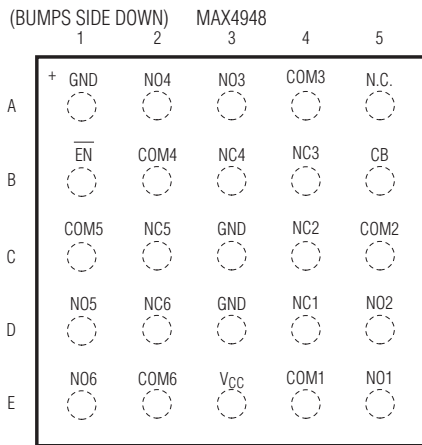 (BUMPS SIDE DOWN) MAX4948
1 2 3 4 5
+ GND NO4 NO3 COM3 N.C.
A
EN COM4 NC4 NC3 CB
B
COM5 NC5 GND NC2 COM2
C
NO5 NC6 GND NC1 NO2
D
NO6 COM6 VCC COM1 NO1
E